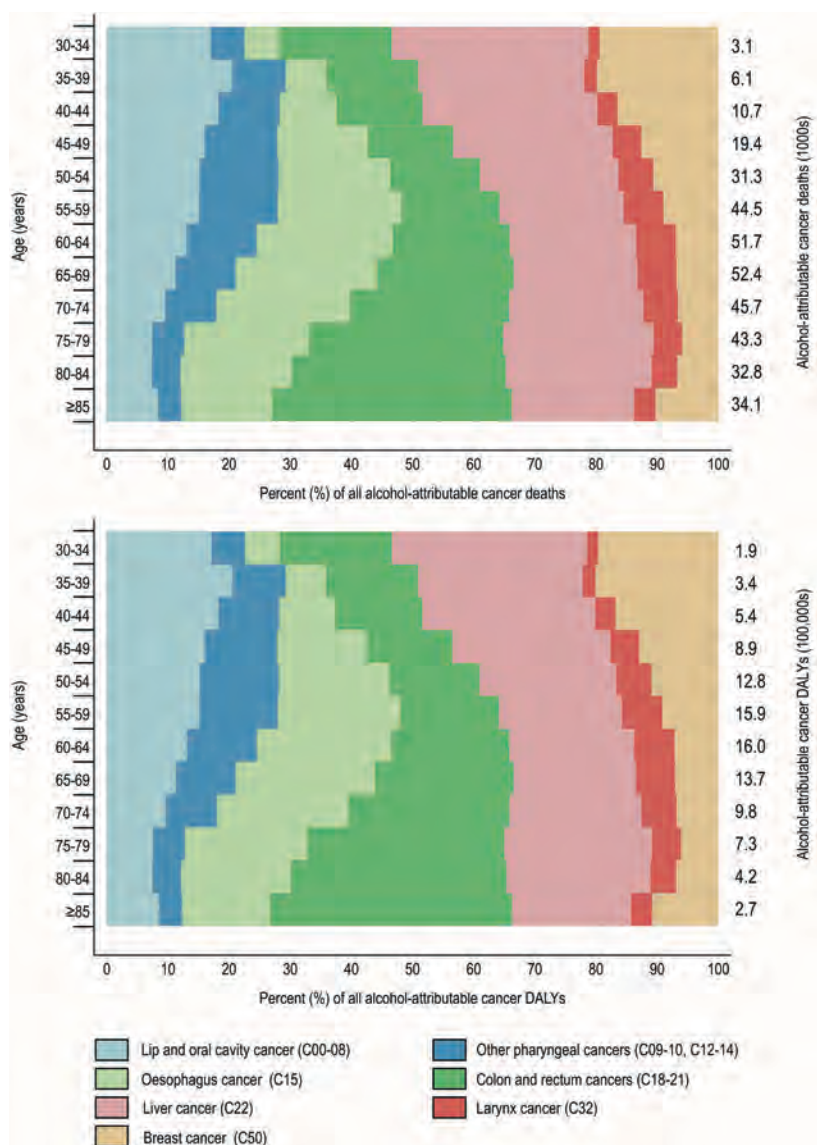 30-34 3.1
35-39 6.1
40-44 10.7
45-49 19.4
50-54 31.3
55-59 44.5
60-64 51.7
65-69 52.4
70-74 45.7
75-79 43.3
80-84 32.8
≥85 34.1
Age (years)
Alcohol-attributable cancer deaths (1000s)
0 10 20 30 40 50 60 70 80 90 100
Percent (%) of all alcohol-attributable cancer deaths
30-34 1.9
35-39 3.4
40-44 5.4
45-49 8.9
50-54 12.8
55-59 15.9
60-64 16.0
65-69 13.7
70-74 9.8
75-79 7.3
80-84 4.2
≥85 2.7
Age (years)
Alcohol-attributable cancer DALYs (100,000s)
0 10 20 30 40 50 60 70 80 90 100
Percent (%) of all alcohol-attributable cancer DALYs
Lip and oral cavity cancer (C00-08) Other pharyngeal cancers (C09-10, C12-14)
Oesophagus cancer (C15) Colon and rectum cancers (C18-21)
Liver cancer (C22) Larynx cancer (C32)
Breast cancer (C50)